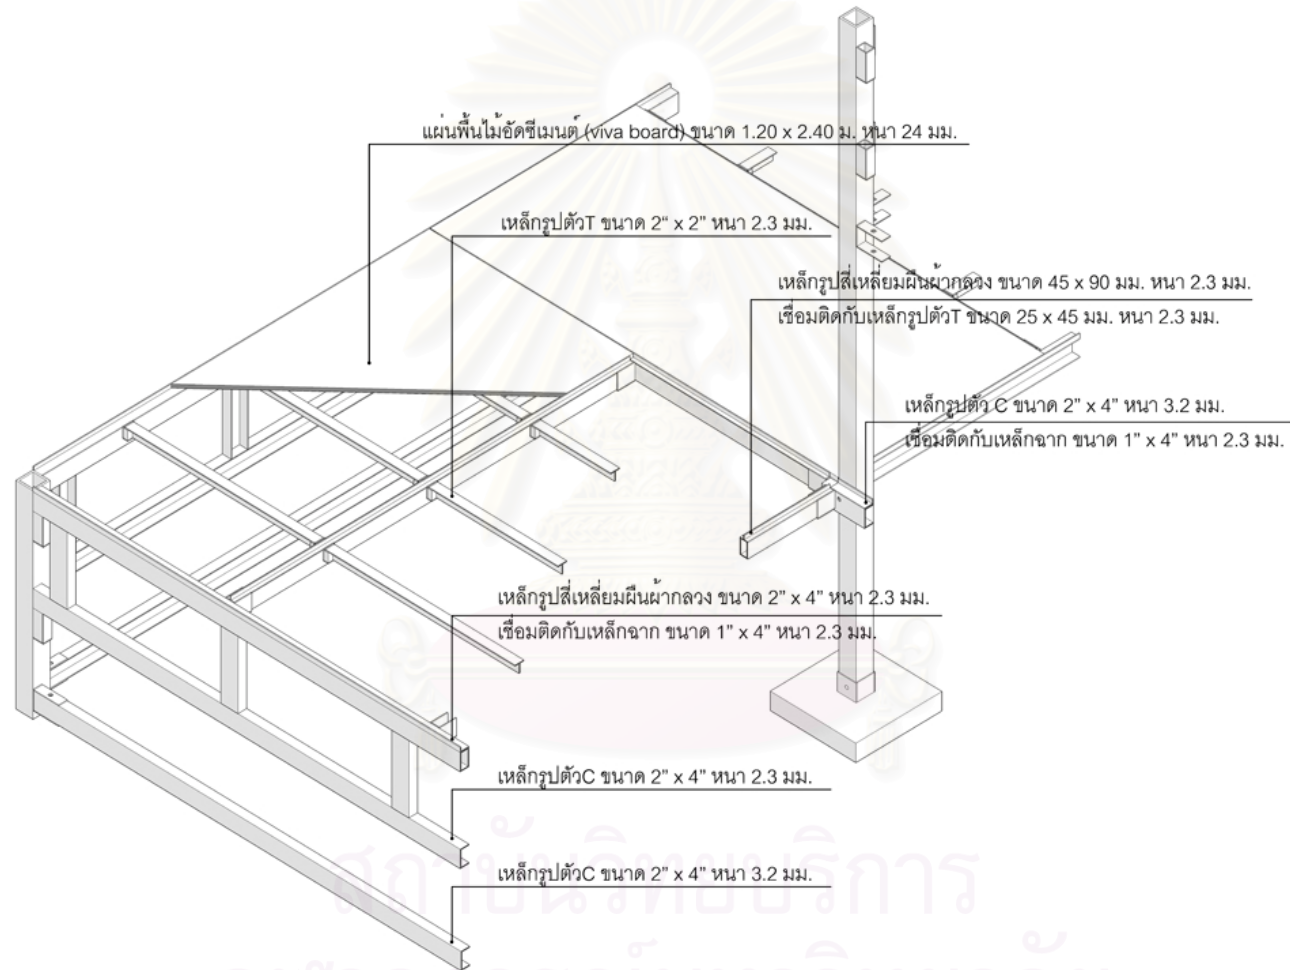 แผ่นพื้นไม้อัดซีเมนต์ (viva board) ขนาด 1.20 x 2.40 ม. หนา 24 มม.
เหล็กรูปตัวT ขนาด 2“ x 2” หนา 2.3 มม.
เหล็กรูปสี่เหลี่ยมผืนผ้ากลวง ขนาด 45 x 90 มม. หนา 2.3 มม.
เชื่อมติดกับเหล็กรูปตัวT ขนาด 25 x 45 มม. หนา 2.3 มม.
เหล็กรูปตัว C ขนาด 2” x 4” หนา 3.2 มม.
เชื่อมติดกับเหล็กฉาก ขนาด 1” x 4” หนา 2.3 มม.
เหล็กรูปสี่เหลี่ยมผืนผ้ากลวง ขนาด 2” x 4” หนา 2.3 มม.
เชื่อมติดกับเหล็กฉาก ขนาด 1” x 4” หนา 2.3 มม.
เหล็กรูปตัวC ขนาด 2” x 4” หนา 2.3 มม.
เหล็กรูปตัวC ขนาด 2” x 4” หนา 3.2 มม.
สถาบันวิทยบริการ